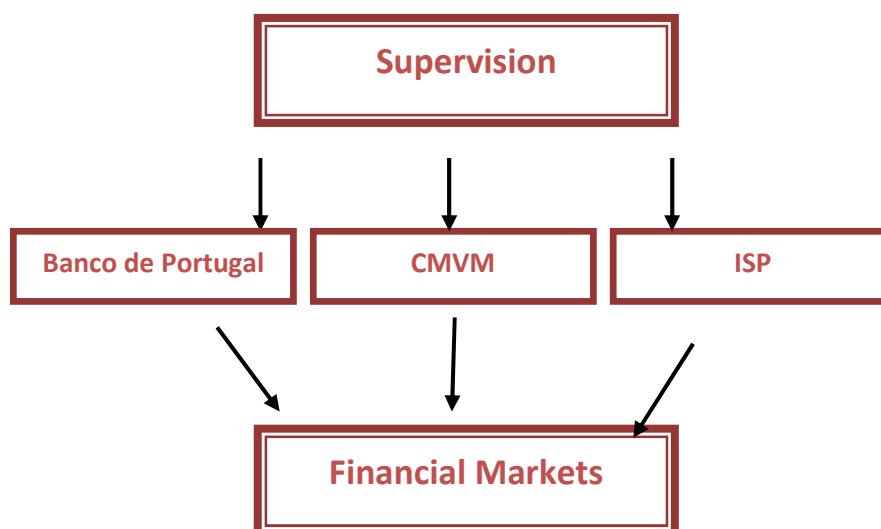 Supervision
Banco de Portugal
CMVM
ISP
Financial Markets